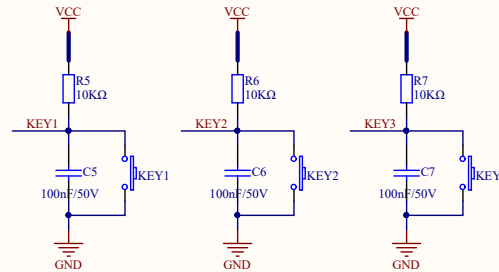 VCC VCC VCC
R5 R6 R7
10KΩ 10KΩ 10KΩ
KEY1 KEY2 KEY3
C5 C6 C7
KEY1 KEY2 KEY
100nF/50V 100nF/50V 100nF/50V
GND GND GND